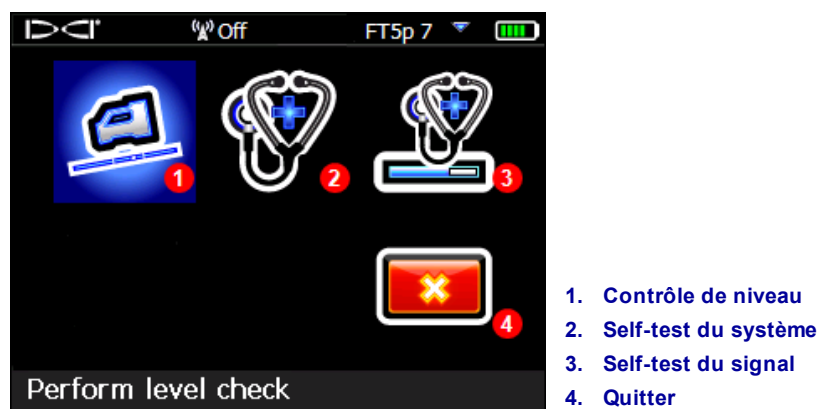 DCI Off FT5p 7
1
2
3
4
Perform level check
1. Contrôle de niveau
2. Self-test du système
3. Self-test du signal
4. Quitter